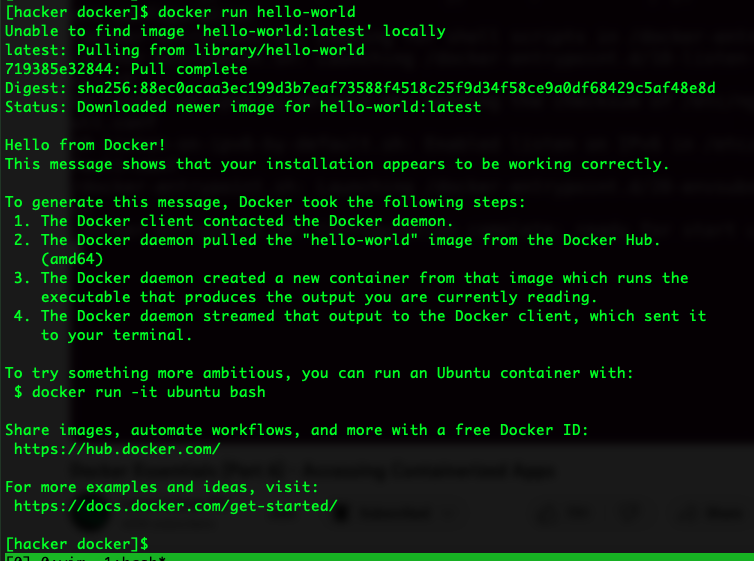 [hacker docker]$ docker run hello-world
Unable to find image 'hello-world:latest' locally
latest: Pulling from library/hello-world
719385e32844: Pull complete
Digest: sha256:88ec0acaa3ec199d3b7eaf73588f4518c25f9d34f58ce9a0df68429c5af48e8d
Status: Downloaded newer image for hello-world:latest
Hello from Docker!
This message shows that your installation appears to be working correctly.
To generate this message, Docker took the following steps:
1. The Docker client contacted the Docker daemon.
2. The Docker daemon pulled the "hello-world" image from the Docker Hub.
(amd64)
3. The Docker daemon created a new container from that image which runs the
executable that produces the output you are currently reading.
4. The Docker daemon streamed that output to the Docker client, which sent it
to your terminal.
To try something more ambitious, you can run an Ubuntu container with:
$ docker run -it ubuntu bash
Share images, automate workflows, and more with a free Docker ID:
https://hub.docker.com/
For more examples and ideas, visit:
https://docs.docker.com/get-started/
[hacker docker]$